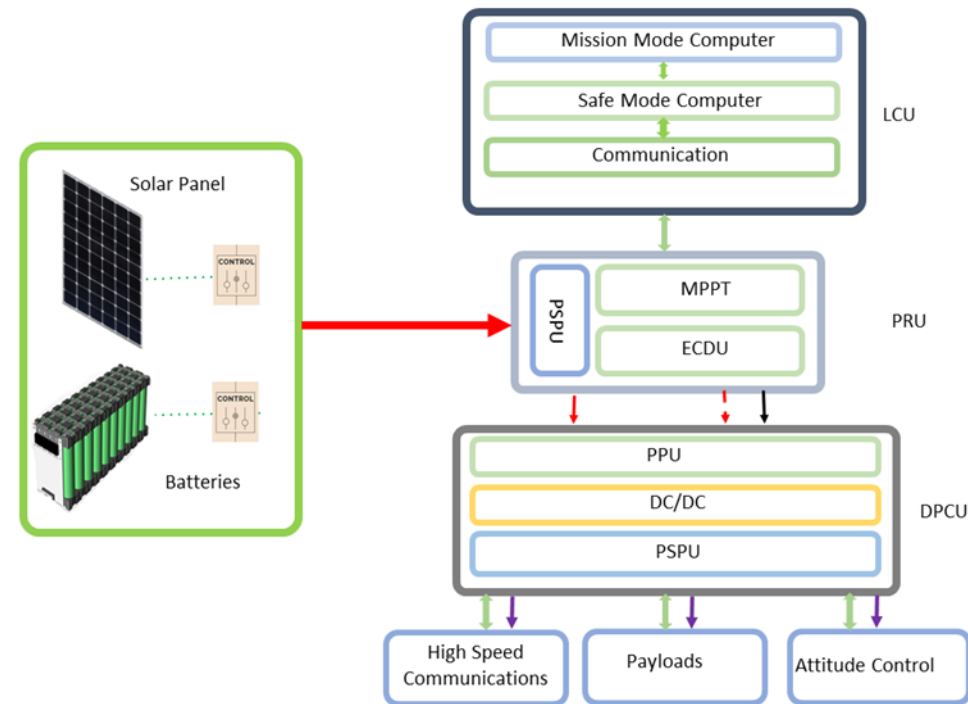 Mission Mode Computer
Safe Mode Computer
Communication
LCU
Solar Panel
CONTROL
CONTROL
Batteries
PSPU
MPPT
ECDU
PRU
PPU
DC/DC
PSPU
DPCU
High Speed
Communications
Payloads
Attitude Control